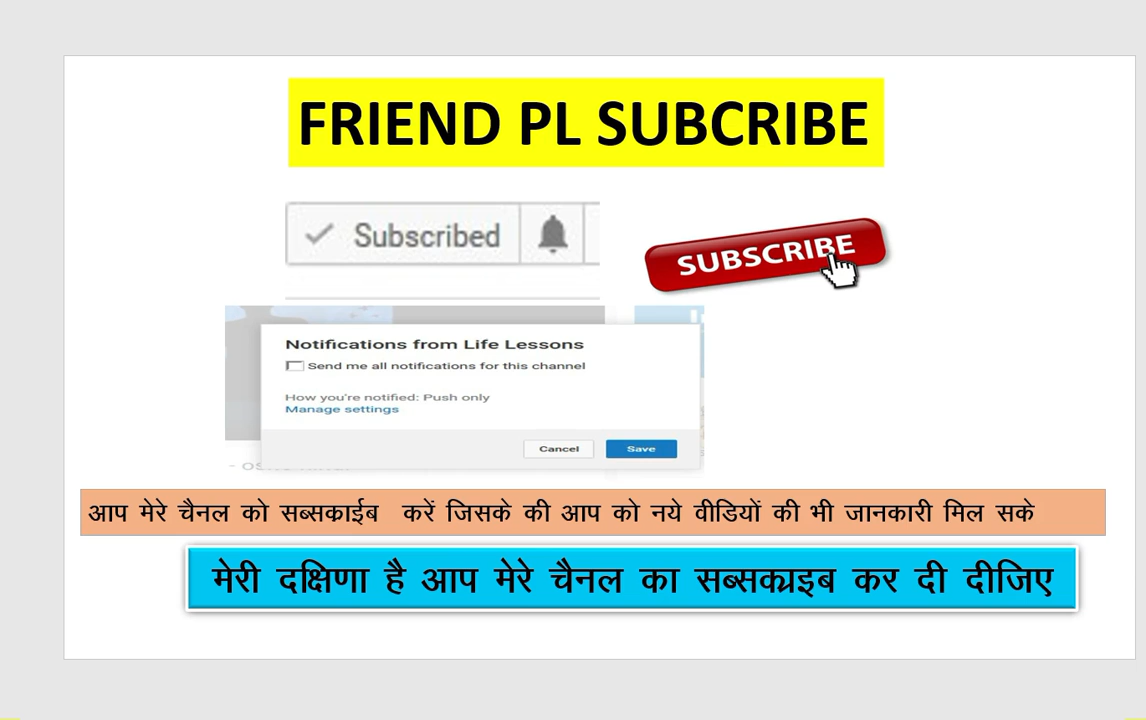 FRIEND PL SUBCRIBE
Subscribed
SUBSCRIBE
Notifications from Life Lessons
Send me all notifications for this channel
How you're notified: Push only
Manage settings
Cancel Save
आप मेरे चैनल को सब्सकाईब करें जिसके की आप को नये वीडियों की भी जानकारी मिल सके
मेरी दक्षिणा है आप मेरे चैनल का सब्सक्राइब कर दी दीजिए